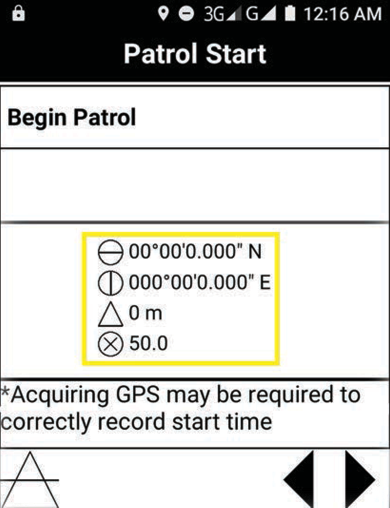 3G G 12:16 AM
Patrol Start
Begin Patrol
00°00'0.000" N
000°00'0.000" E
0 m
50.0
*Acquiring GPS may be required to
correctly record start time